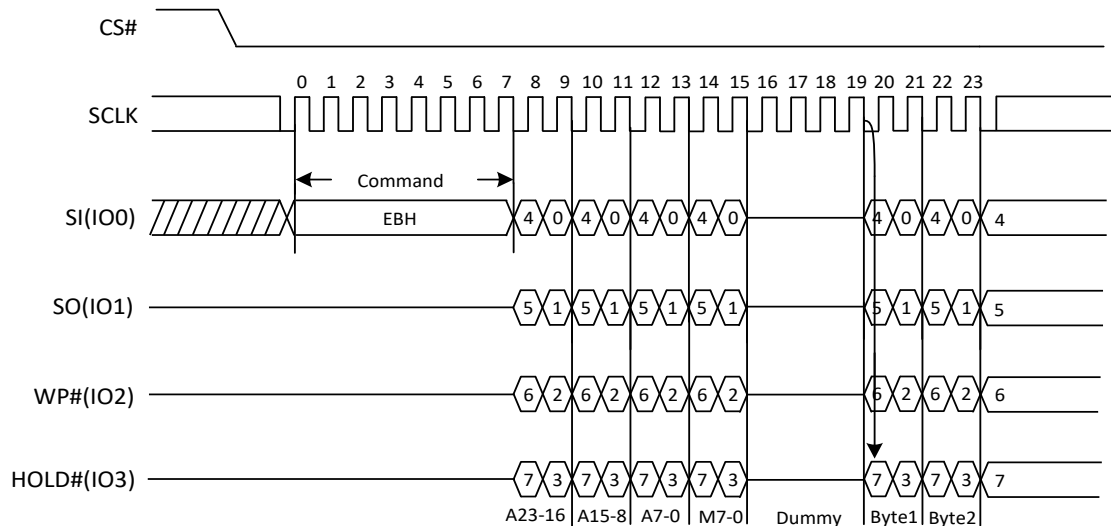 CS#
0 1 2 3 4 5 6 7 8 9 10 11 12 13 14 15 16 17 18 19 20 21 22 23
SCLK
Command
SI(IO0) EBH 4 0 4 0 4 0 4 0 4 0 4 0 4
SO(IO1) 5 1 5 1 5 1 5 1 5 1 5 1 5
WP#(IO2) 6 2 6 2 6 2 6 2 6 2 6 2 6
HOLD#(IO3) 7 3 7 3 7 3 7 3 7 3 7 3 7
A23-16 A15-8 A7-0 M7-0 Dummy Byte1 Byte2